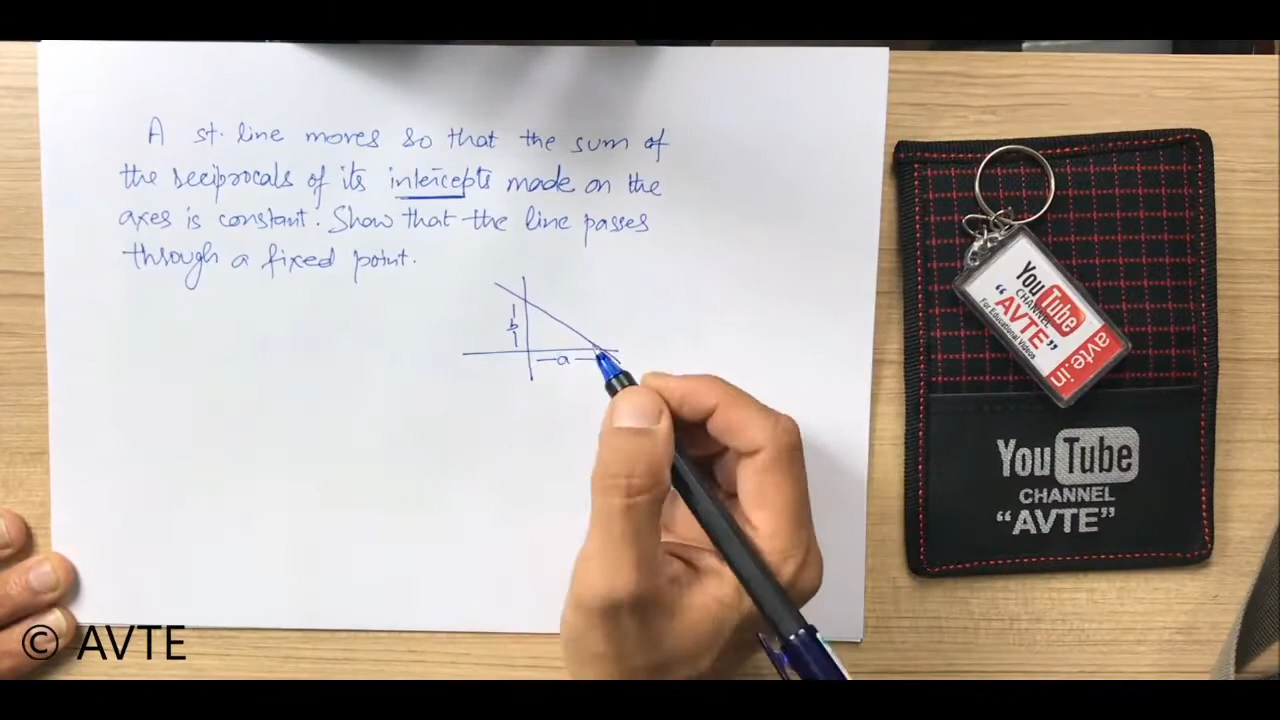 A st. line moves so that the sum of
the reciprocals of its intercepts made on the
axes is constant. Show that the line passes
through a fixed point.
b
a
YouTube
CHANNEL
"AVTE"
For Educational Videos
avte.in
YouTube
CHANNEL
"AVTE"
© AVTE